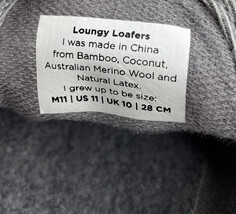 Loungy Loafers
I was made in China
from Bamboo, Coconut,
Australian Merino Wool and
Natural Latex.
I grew up to be size:
M11 | US 11 | UK 10 | 28 CM